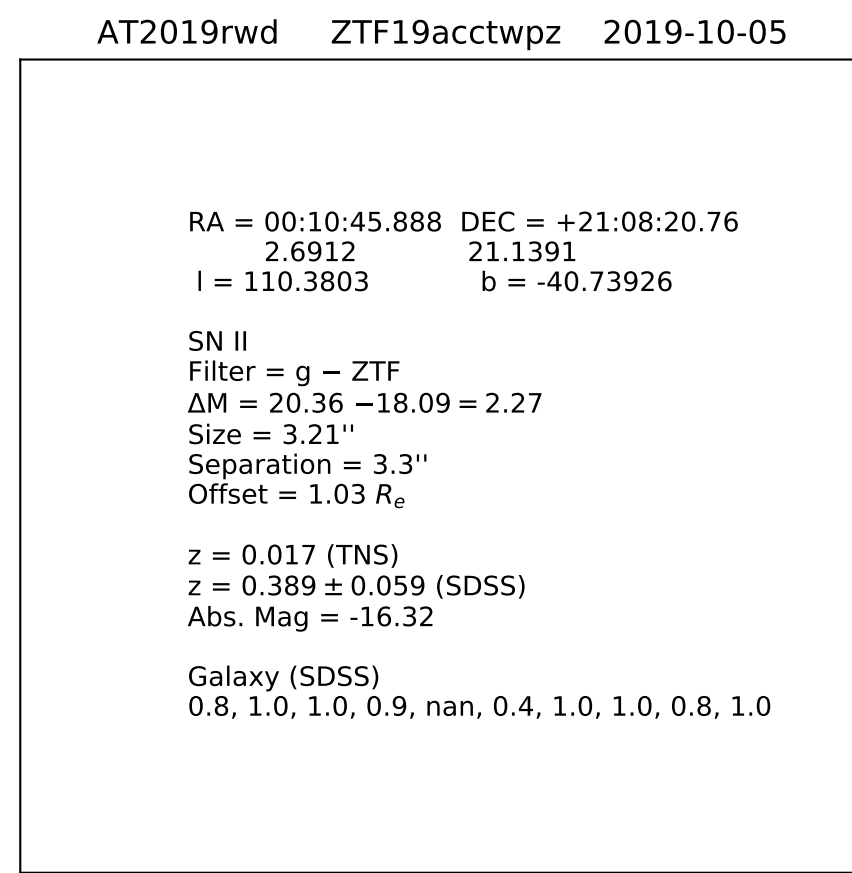 AT2019rwd ZTF19acctwpz 2019-10-05
RA = 00:10:45.888 DEC = +21:08:20.76
2.6912 21.1391
l = 110.3803 b = -40.73926
SN II
Filter = g − ZTF
ΔM = 20.36 −18.09 = 2.27
Size = 3.21''
Separation = 3.3''
Offset = 1.03 Rₑ
z = 0.017 (TNS)
z = 0.389 ± 0.059 (SDSS)
Abs. Mag = -16.32
Galaxy (SDSS)
0.8, 1.0, 1.0, 0.9, nan, 0.4, 1.0, 1.0, 0.8, 1.0